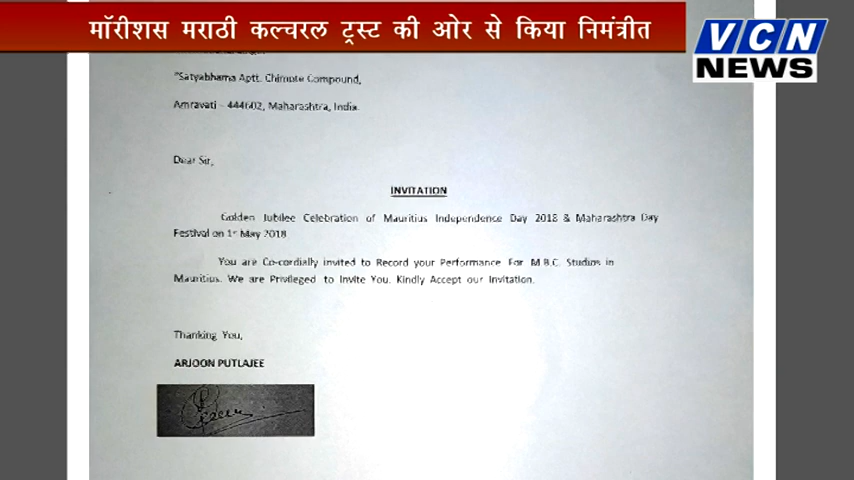 मॉरीशस मराठी कल्चरल ट्रस्ट की ओर से किया निमंत्रीत
VCN
NEWS
"Satyabhama Aptt. Chimote Compound,
Amravati - 444602, Maharashtra, India.
Dear Sir,
INVITATION
Golden Jubilee Celebration of Mauritius Independence Day 2018 & Maharashtra Day
Festival on 1st May 2018
You are Co-cordially invited to Record your Performance For M.B.C. Studios in
Mauritius. We are Privileged to Invite You. Kindly Accept our Invitation.
Thanking You,
ARJOON PUTLAJEE